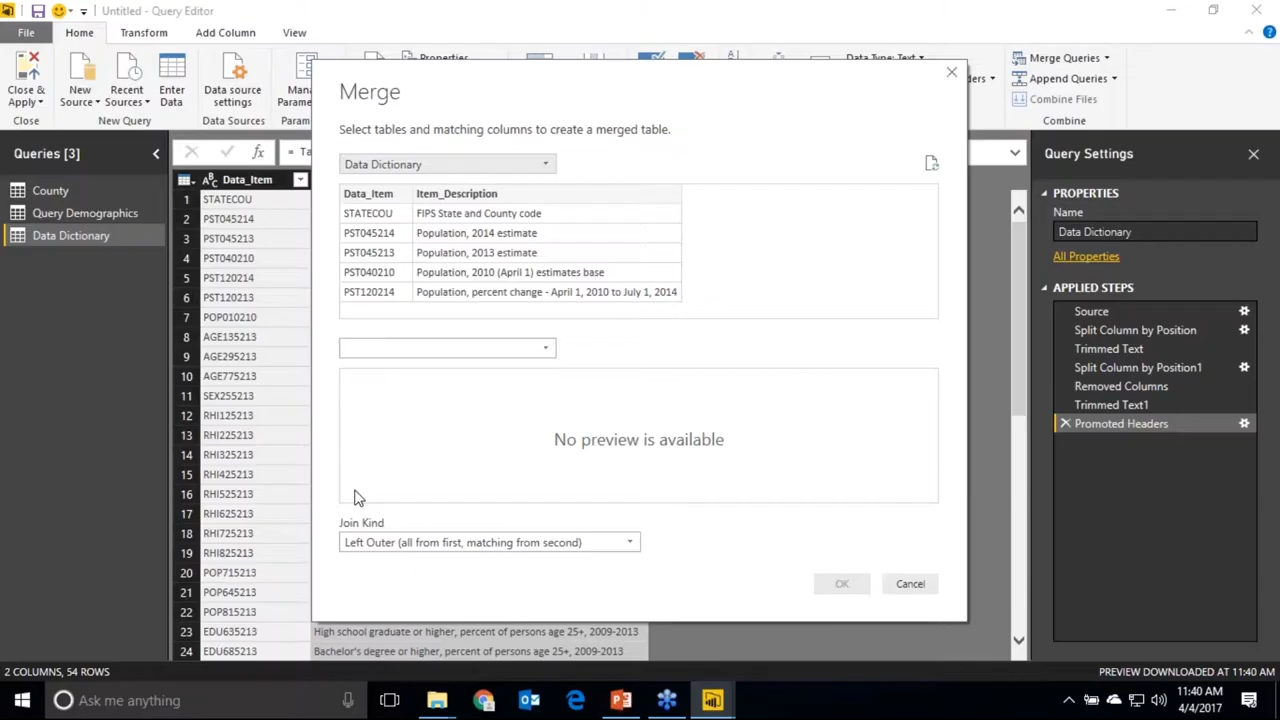 Untitled - Query Editor
File Home Transform Add Column View
Close & Apply
New Source
Recent Sources
Enter Data
Data source settings
Properties
Data Type: Text
Merge Queries
Append Queries
Combine Files
Close
New Query
Data Sources
Param
Combine
Queries [3]
County
Query Demographics
Data Dictionary
fx
= Ta
Data_Item
1 STATECOU
2 PST045214
3 PST045213
4 PST040210
5 PST120214
6 PST120213
7 POP010210
8 AGE135213
9 AGE295213
10 AGE775213
11 SEX255213
12 RHI125213
13 RHI225213
14 RHI325213
15 RHI425213
16 RHI525213
17 RHI625213
18 RHI725213
19 RHI825213
20 POP715213
21 POP645213
22 POP815213
23 EDU635213 High school graduate or higher, percent of persons age 25+, 2009-2013
24 EDU685213 Bachelor's degree or higher, percent of persons age 25+, 2009-2013
Merge
Select tables and matching columns to create a merged table.
Data Dictionary
Data_Item Item_Description
STATECOU FIPS State and County code
PST045214 Population, 2014 estimate
PST045213 Population, 2013 estimate
PST040210 Population, 2010 (April 1) estimates base
PST120214 Population, percent change - April 1, 2010 to July 1, 2014
No preview is available
Join Kind
Left Outer (all from first, matching from second)
OK Cancel
Query Settings
PROPERTIES
Name
Data Dictionary
All Properties
APPLIED STEPS
Source
Split Column by Position
Trimmed Text
Split Column by Position1
Removed Columns
Trimmed Text1
Promoted Headers
2 COLUMNS, 54 ROWS
PREVIEW DOWNLOADED AT 11:40 AM
Ask me anything
11:40 AM
4/4/2017